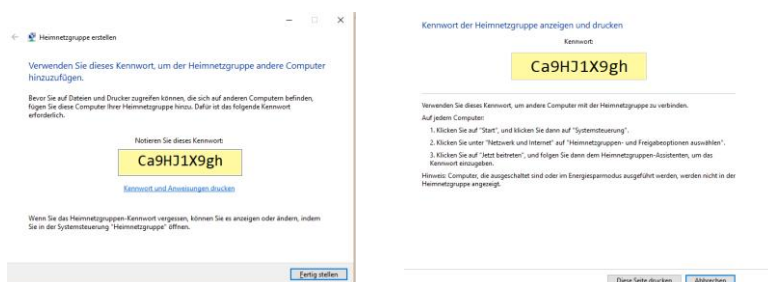 Heimnetzgruppe erstellen
Verwenden Sie dieses Kennwort, um der Heimnetzgruppe andere Computer
hinzuzufügen.
Bevor Sie auf Dateien und Drucker zugreifen können, die sich auf anderen Computern befinden,
fügen Sie diese Computer Ihrer Heimnetzgruppe hinzu. Dafür ist das folgende Kennwort
erforderlich.
Notieren Sie dieses Kennwort:
Ca9HJ1X9gh
Kennwort und Anweisungen drucken
Wenn Sie das Heimnetzgruppen-Kennwort vergessen, können Sie es anzeigen oder ändern, indem
Sie in der Systemsteuerung "Heimnetzgruppe" öffnen.
Fertig stellen
Kennwort der Heimnetzgruppe anzeigen und drucken
Kennwort:
Ca9HJ1X9gh
Verwenden Sie dieses Kennwort, um andere Computer mit der Heimnetzgruppe zu verbinden.
Auf jedem Computer:
1. Klicken Sie auf "Start", und klicken Sie dann auf "Systemsteuerung".
2. Klicken Sie unter "Netzwerk und Internet" auf "Heimnetzgruppen- und Freigabeoptionen auswählen".
3. Klicken Sie auf "Jetzt beitreten", und folgen Sie dann dem Heimnetzgruppen-Assistenten, um das
Kennwort einzugeben.
Hinweis: Computer, die ausgeschaltet sind oder im Energiesparmodus ausgeführt werden, werden nicht in der
Heimnetzgruppe angezeigt.
Diese Seite drucken Abbrechen